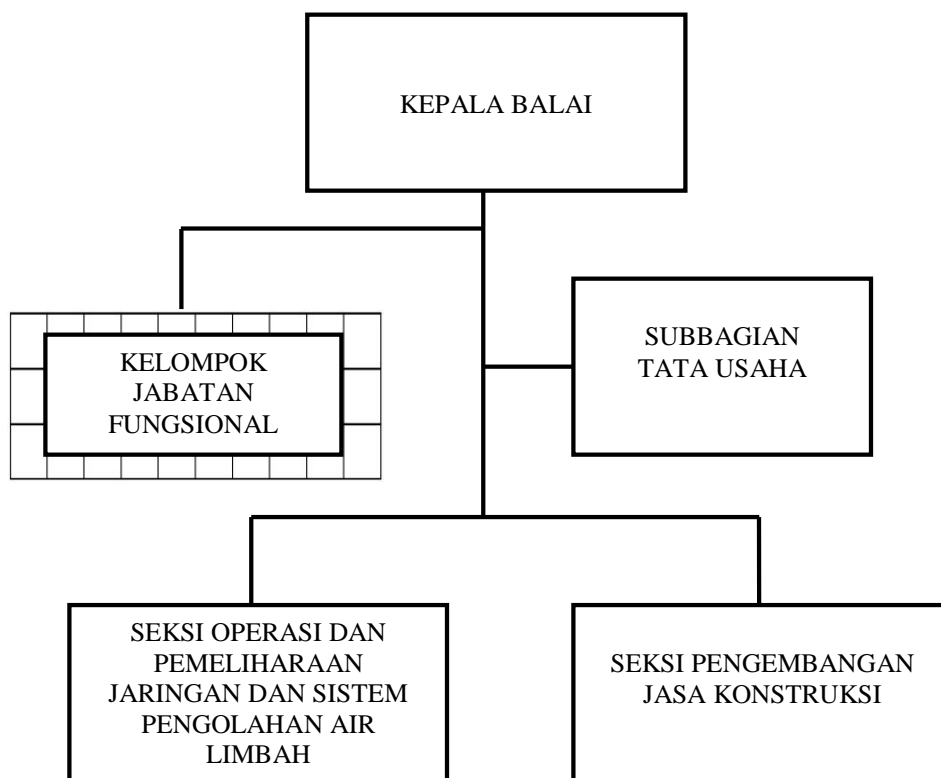 KEPALA BALAI
KELOMPOK
JABATAN
FUNGSIONAL
SUBBAGIAN
TATA USAHA
SEKSI OPERASI DAN
PEMELIHARAAN
JARINGAN DAN SISTEM
PENGOLAHAN AIR
LIMBAH
SEKSI PENGEMBANGAN
JASA KONSTRUKSI